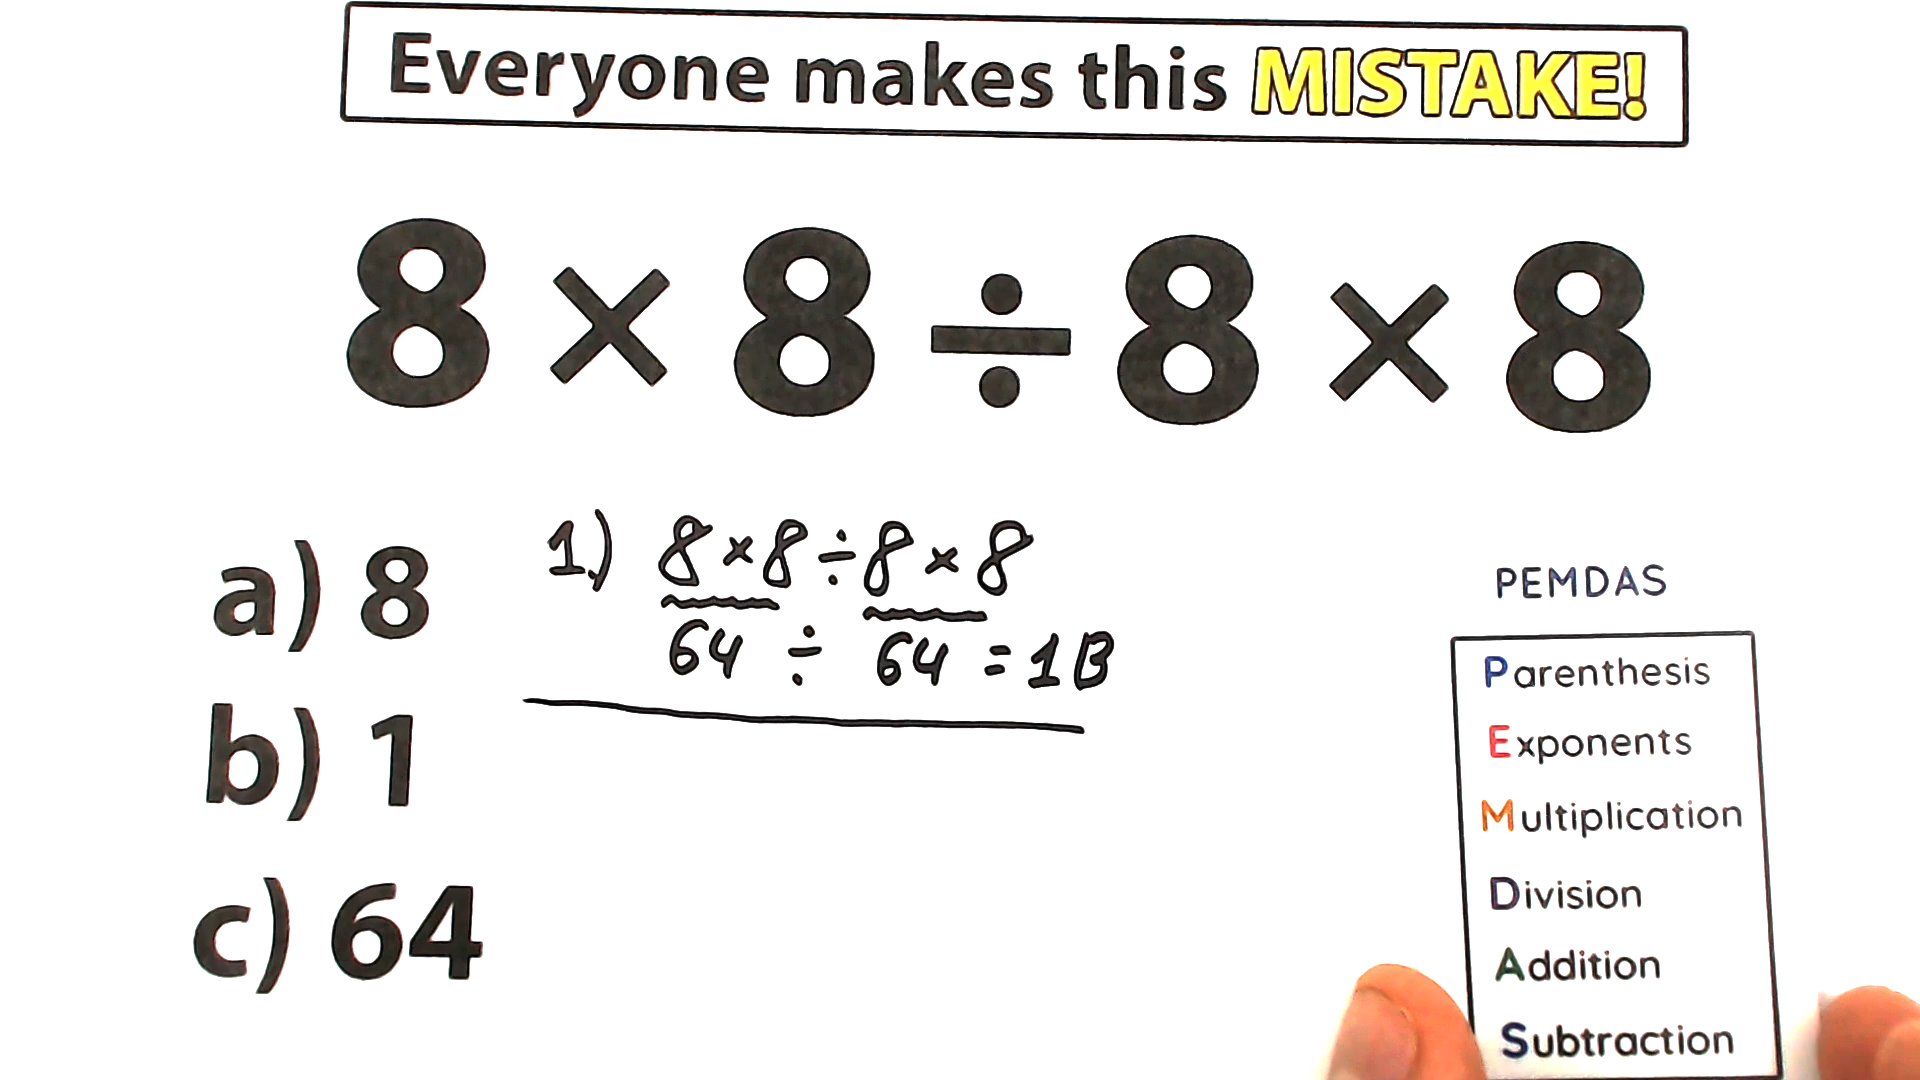 Everyone makes this MISTAKE!
8 × 8 ÷ 8 × 8
a) 8
b) 1
c) 64
1.) 8 × 8 ÷ 8 × 8
64 ÷ 64 = 1 B
PEMDAS
Parenthesis
Exponents
Multiplication
Division
Addition
Subtraction